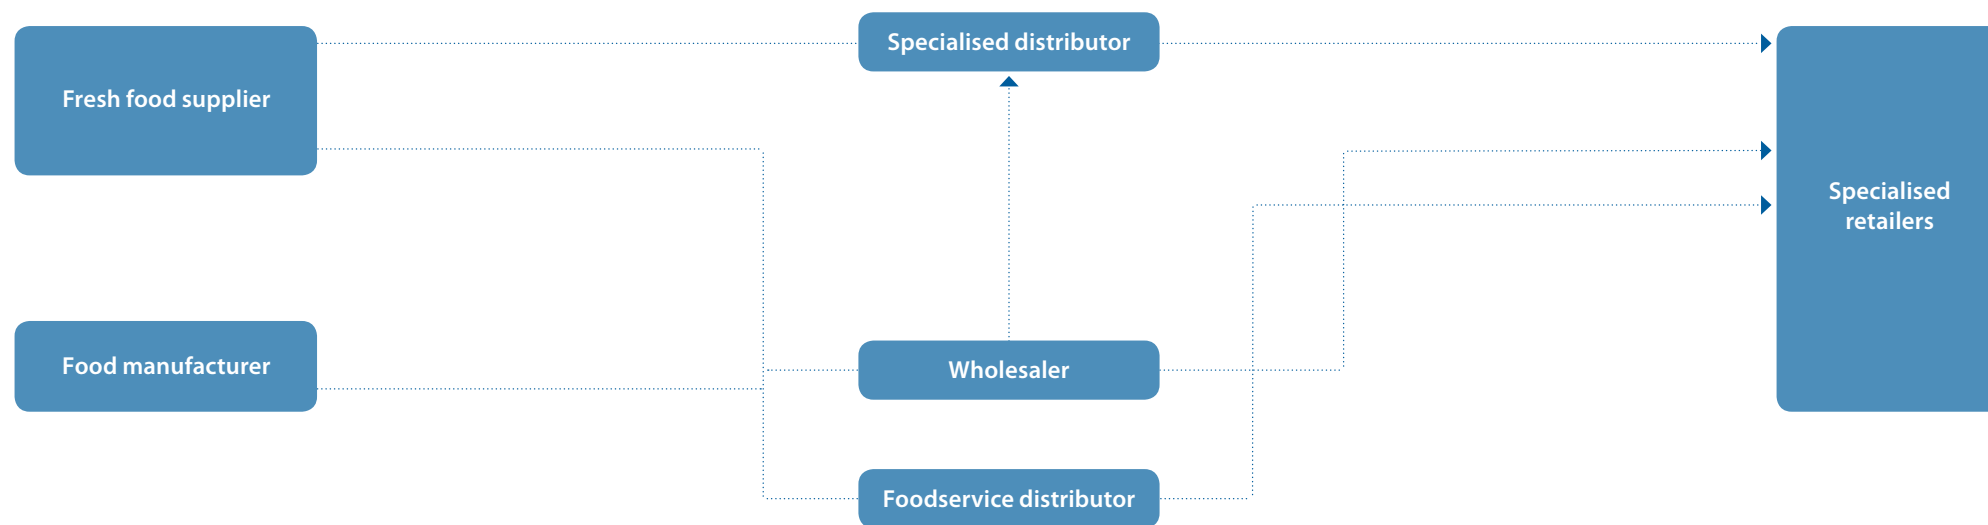 Specialised distributor
Fresh food supplier
Specialised
retailers
Food manufacturer
Wholesaler
Foodservice distributor